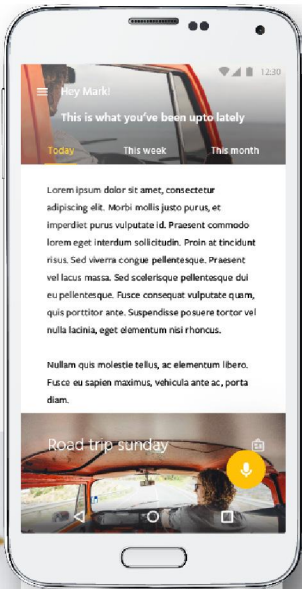 12:30
Hey Mark!
This is what you've been upto lately
Today This week This month
Lorem ipsum dolor sit amet, consectetur
adipiscing elit. Morbi mollis justo purus, et
imperdiet purus vulputate id. Praesent commodo
lorem eget interdum sollicitudin. Proin at tincidunt
risus. Sed viverra congue pellentesque. Praesent
vel lacus massa. Sed scelerisque pellentesque dui
eu pellentesque. Fusce consequat vulputate quam,
quis porttitor ante. Suspendisse posuere tortor vel
nulla lacinia, eget elementum nisi rhoncus.
Nullam quis molestie tellus, ac elementum libero.
Fusce eu sapien maximus, vehicula ante ac, porta
diam.
Road trip sunday